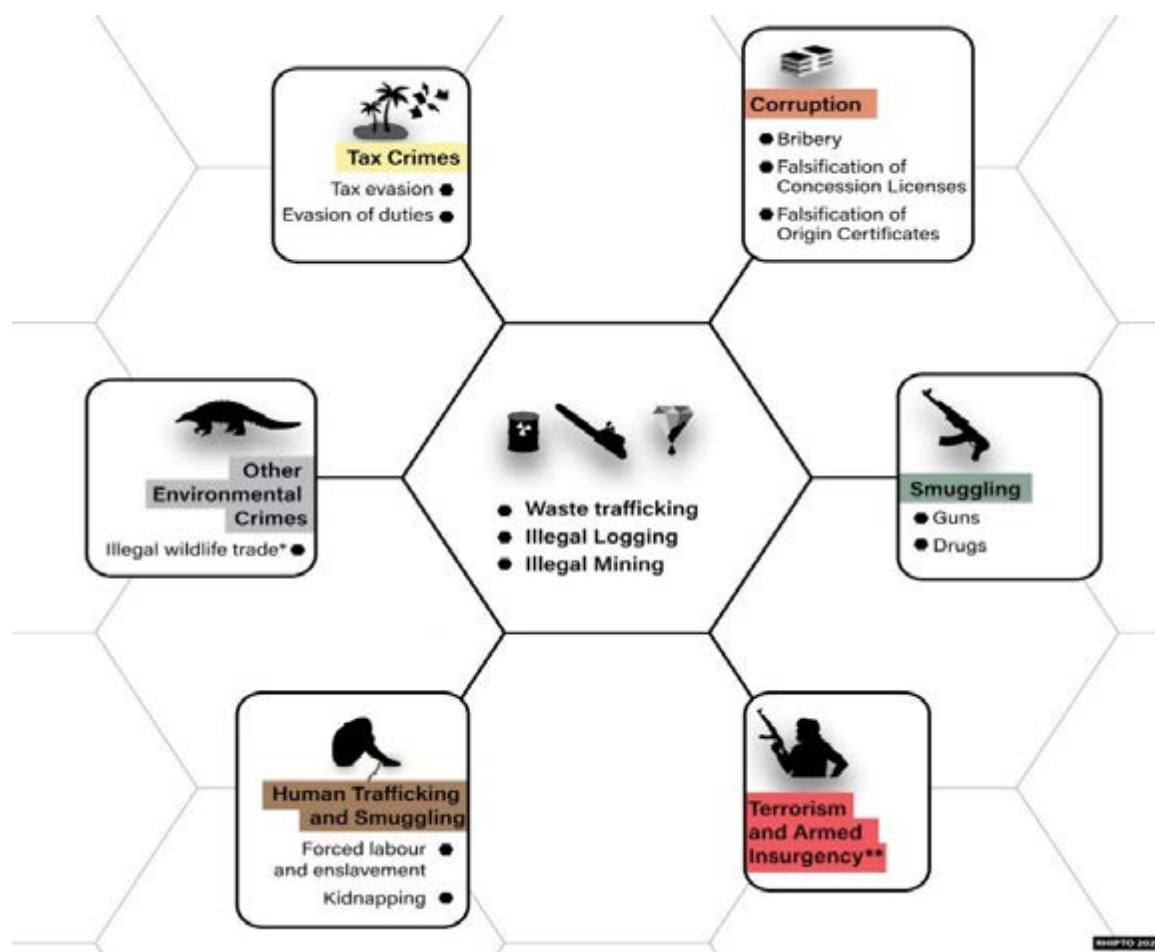 Tax Crimes
Tax evasion
Evasion of duties
Corruption
Bribery
Falsification of
Concession Licenses
Falsification of
Origin Certificates
Other
Environmental
Crimes
Illegal wildlife trade*
Waste trafficking
Illegal Logging
Illegal Mining
Smuggling
Guns
Drugs
Human Trafficking
and Smuggling
Forced labour
and enslavement
Kidnapping
Terrorism
and Armed
Insurgency**
RHIPTO